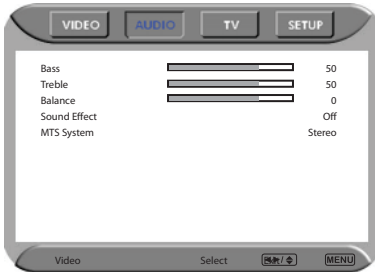 VIDEO AUDIO TV SETUP
Bass 50
Treble 50
Balance 0
Sound Effect Off
MTS System Stereo
Video Select / MENU